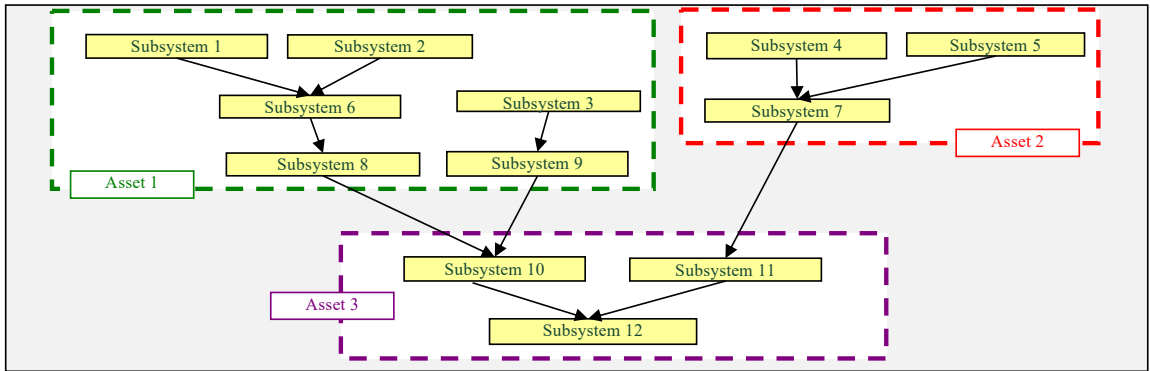 Subsystem 1
Subsystem 2
Subsystem 4
Subsystem 5
Subsystem 6
Subsystem 3
Subsystem 7
Asset 2
Subsystem 8
Subsystem 9
Asset 1
Subsystem 10
Subsystem 11
Asset 3
Subsystem 12